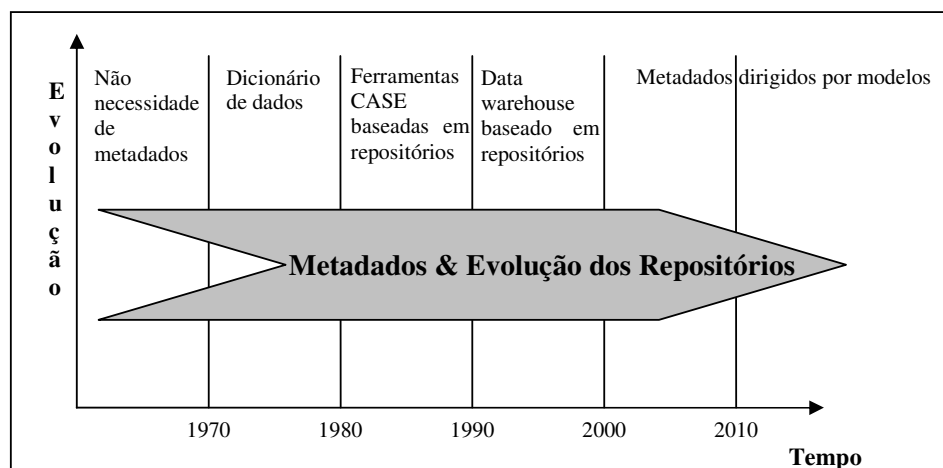 Evolução
Não
necessidade
de
metadados
Dicionário
de dados
Ferramentas
CASE
baseadas em
repositórios
Data
warehouse
baseado em
repositórios
Metadados dirigidos por modelos
Metadados & Evolução dos Repositórios
1970
1980
1990
2000
2010
Tempo